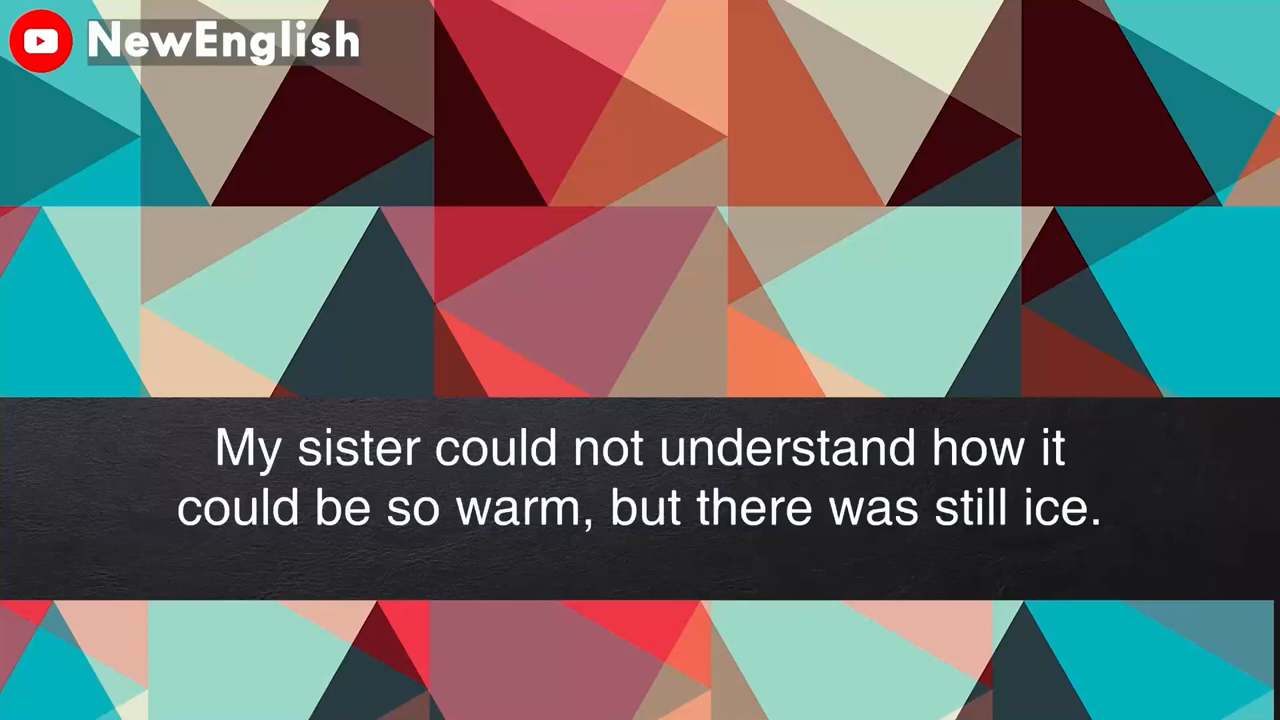 NewEnglish
My sister could not understand how it
could be so warm, but there was still ice.